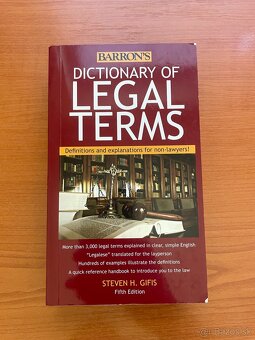 BARRON'S
DICTIONARY OF
LEGAL
TERMS
Definitions and explanations for non-lawyers!
More than 3,000 legal terms explained in clear, simple English
"Legalese" translated for the layperson
Hundreds of examples illustrate the definitions
A quick reference handbook to introduce you to the law
STEVEN H. GIFIS
Fifth Edition